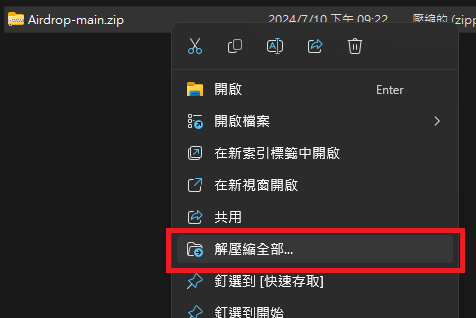 Airdrop-main.zip 2024/7/10 下午 09:22 壓縮的 (zipp
開啟 Enter
開啟檔案
在新索引標籤中開啟
在新視窗開啟
共用
解壓縮全部...
釘選到 [快速存取]
釘選到開始